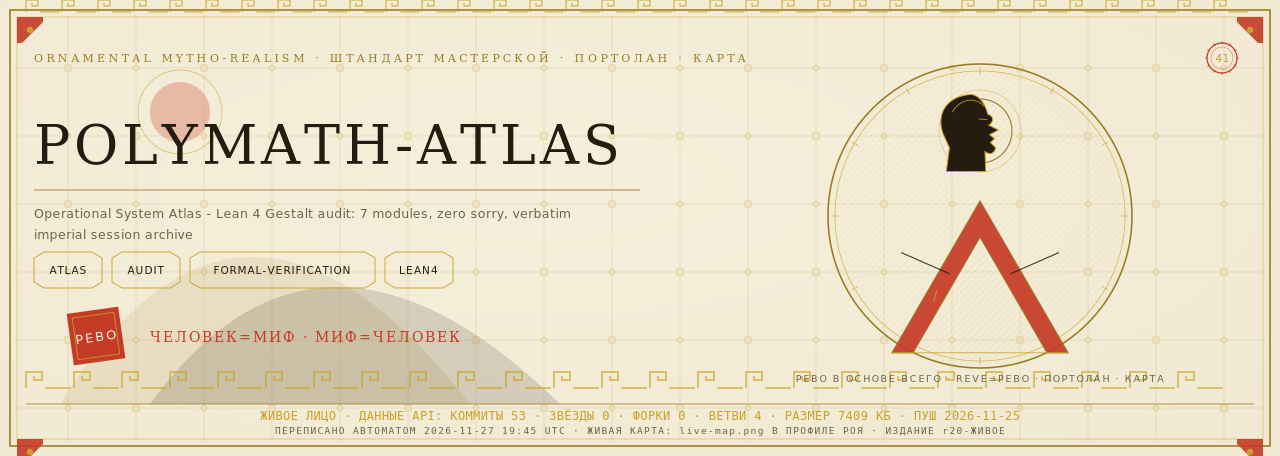 ORNAMENTAL MYTHO-REALISM · ШТАНДАРТ МАСТЕРСКОЙ · ПОРТОЛАН · КАРТА
41
POLYMATH-ATLAS
Operational System Atlas - Lean 4 Gestalt audit: 7 modules, zero sorry, verbatim
imperial session archive
ATLAS AUDIT FORMAL-VERIFICATION LEAN4
РЕВО
ЧЕЛОВЕК=МИФ · МИФ=ЧЕЛОВЕК
РЕВО В ОСНОВЕ ВСЕГО · REVE=РЕВО · ПОРТОЛАН · КАРТА
ЖИВОЕ ЛИЦО · ДАННЫЕ API: КОММИТЫ 53 · ЗВЁЗДЫ 0 · ФОРКИ 0 · ВЕТВИ 4 · РАЗМЕР 7409 КБ · ПУШ 2026-11-25
ПЕРЕПИСАНО АВТОМАТОМ 2026-11-27 19:45 UTC · ЖИВАЯ КАРТА: live-map.png В ПРОФИЛЕ РОЯ · ИЗДАНИЕ r20-ЖИВОЕ